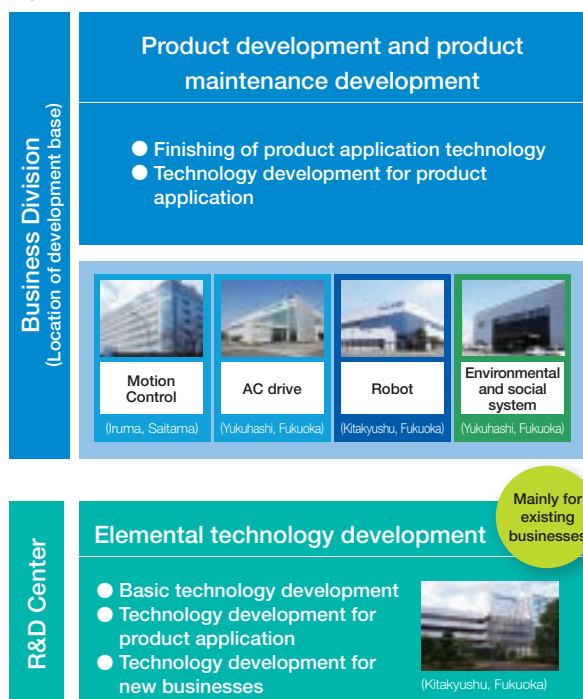 Business Division
(Location of development base)
Product development and product
maintenance development
● Finishing of product application technology
● Technology development for product
application
Motion
Control
(Iruma, Saitama)
AC drive
(Yukuhashi, Fukuoka)
Robot
(Kitakyushu, Fukuoka)
Environmental
and social
system
(Yukuhashi, Fukuoka)
R&D Center
Elemental technology development
Mainly for
existing
businesses
● Basic technology development
● Technology development for
product application
● Technology development for
new businesses
(Kitakyushu, Fukuoka)